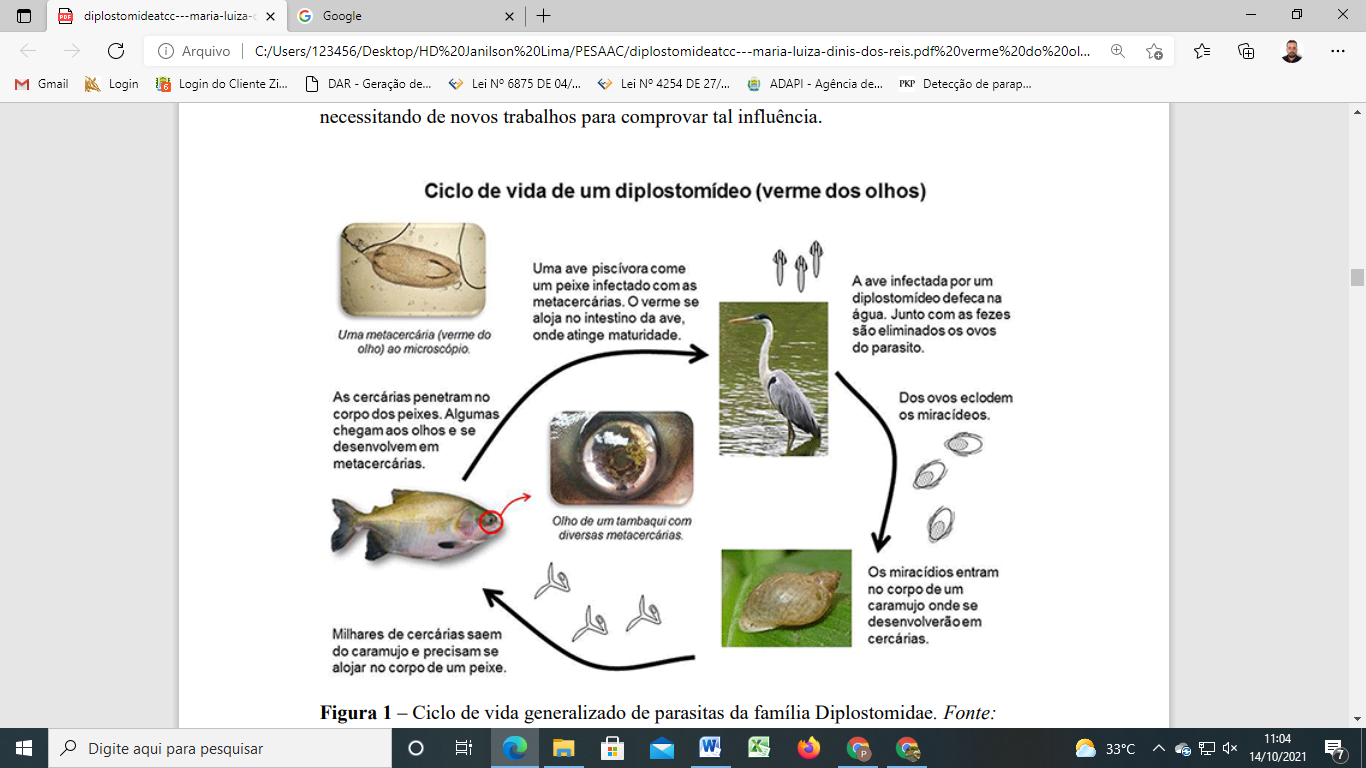 diplostomideatcc---maria-luiza-d
Google
Arquivo
C:/Users/123456/Desktop/HD%20Janilson%20Lima/PESAAC/diplostomideatcc---maria-luiza-dinis-dos-reis.pdf%20verme%20do%20ol...
Gmail
Login
Login do Cliente Zi...
DAR - Geração de...
Lei Nº 6875 DE 04/...
Lei Nº 4254 DE 27/...
ADAPI - Agência de...
PKP
Detecção de parap...
necessitando de novos trabalhos para comprovar tal influência.
Ciclo de vida de um diplostomídeo (verme dos olhos)
Uma metacercária (verme do
olho) ao microscópio.
Uma ave piscívora come
um peixe infectado com as
metacercárias. O verme se
aloja no intestino da ave,
onde atinge maturidade.
A ave infectada por um
diplostomídeo defeca na
água. Junto com as fezes
são eliminados os ovos
do parasito.
As cercárias penetram no
corpo dos peixes. Algumas
chegam aos olhos e se
desenvolvem em
metacercárias.
Dos ovos eclodem
os miracídeos.
Olho de um tambaqui com
diversas metacercárias.
Os miracídios entram
no corpo de um
caramujo onde se
desenvolverão em
cercárias.
Milhares de cercárias saem
do caramujo e precisam se
alojar no corpo de um peixe.
Figura 1 – Ciclo de vida generalizado de parasitas da família Diplostomidae. Fonte:
Digite aqui para pesquisar
33°C
11:04
14/10/2021
7